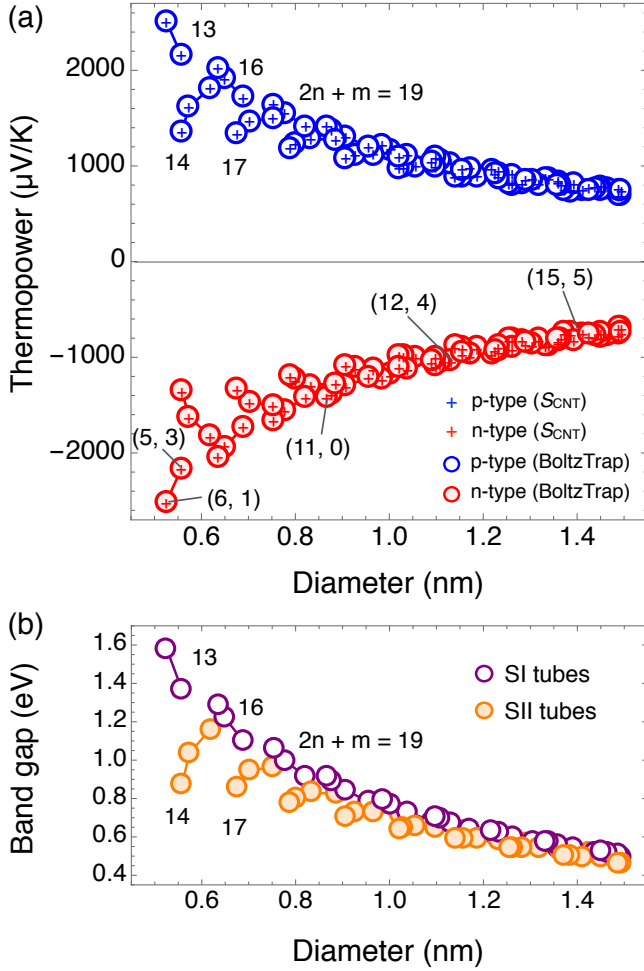 (a)
Thermopower (μV/K)
2000
1000
0
−1000
−2000
13
16
2n + m = 19
14
17
(15, 5)
(12, 4)
(5, 3)
(11, 0)
(6, 1)
p-type (SCNT)
n-type (SCNT)
p-type (BoltzTrap)
n-type (BoltzTrap)
0.6 0.8 1.0 1.2 1.4
Diameter (nm)
(b)
Band gap (eV)
1.6
1.4
1.2
1.0
0.8
0.6
0.4
13
16
2n + m = 19
14
17
SI tubes
SII tubes
0.6 0.8 1.0 1.2 1.4
Diameter (nm)